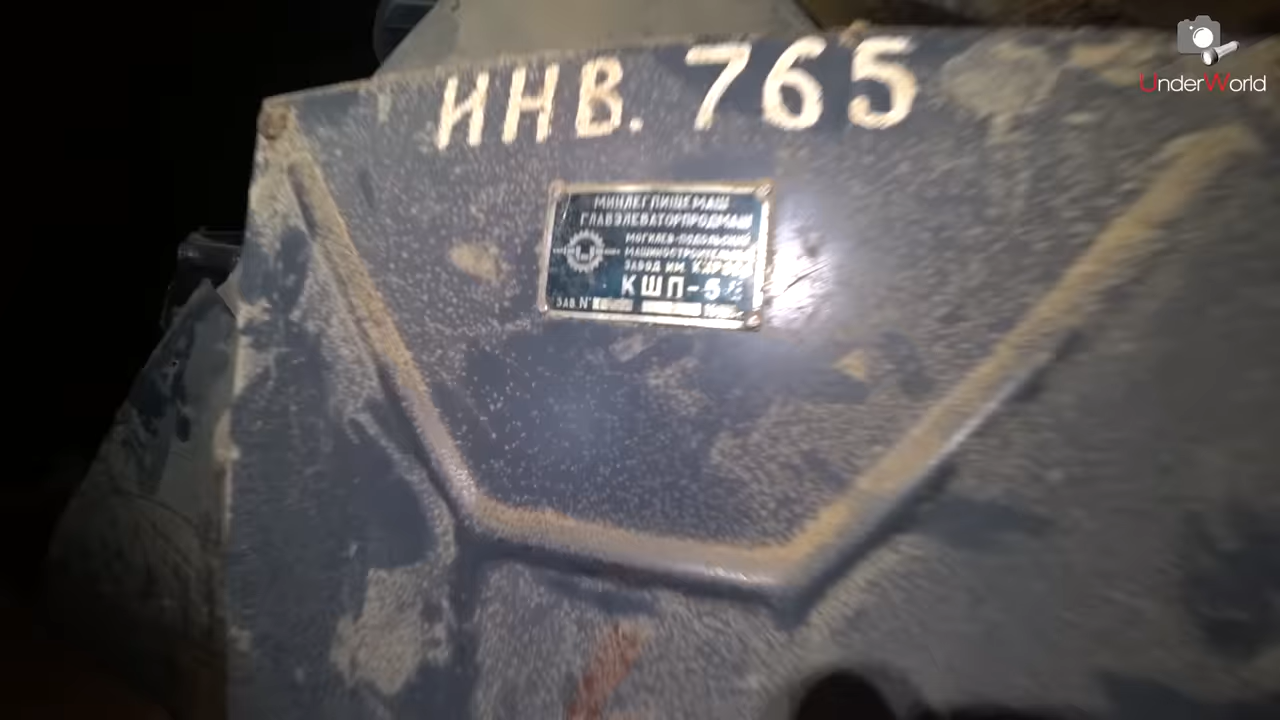 UnderWorld
ИНВ. 765
МИНЛЕГПИЩЕМАШ
ГЛАВЭЛЕВАТОРПРОДМАШ
МОГИЛЕВ-ПОДОЛЬСКИЙ
МАШИНОСТРОИТЕЛЬНЫЙ
ЗАВОД ИМ. КИРОВА
КШП-5
ЗАВ. №